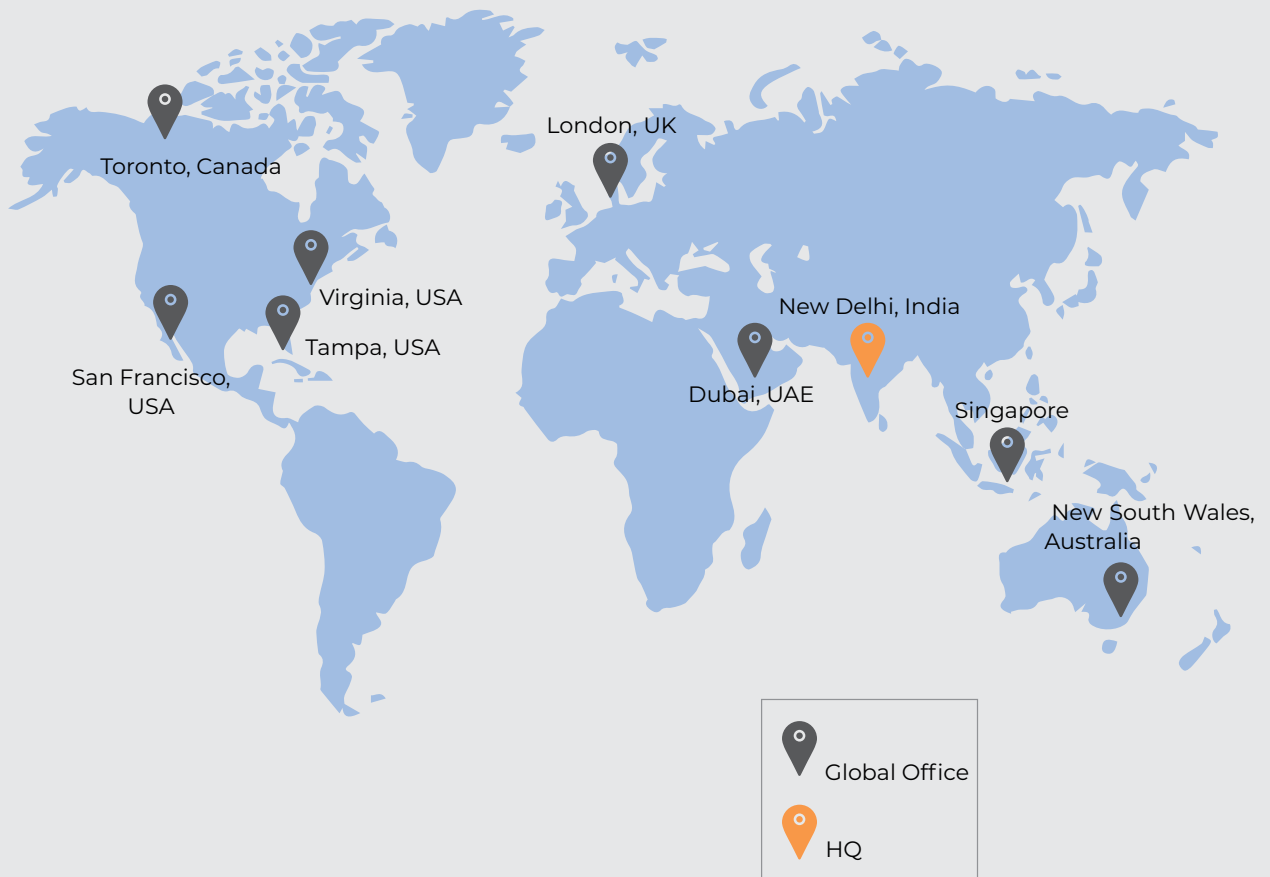 London, UK
Toronto, Canada
Virginia, USA
New Delhi, India
Tampa, USA
San Francisco,
USA
Dubai, UAE
Singapore
New South Wales,
Australia
Global Office
HQ